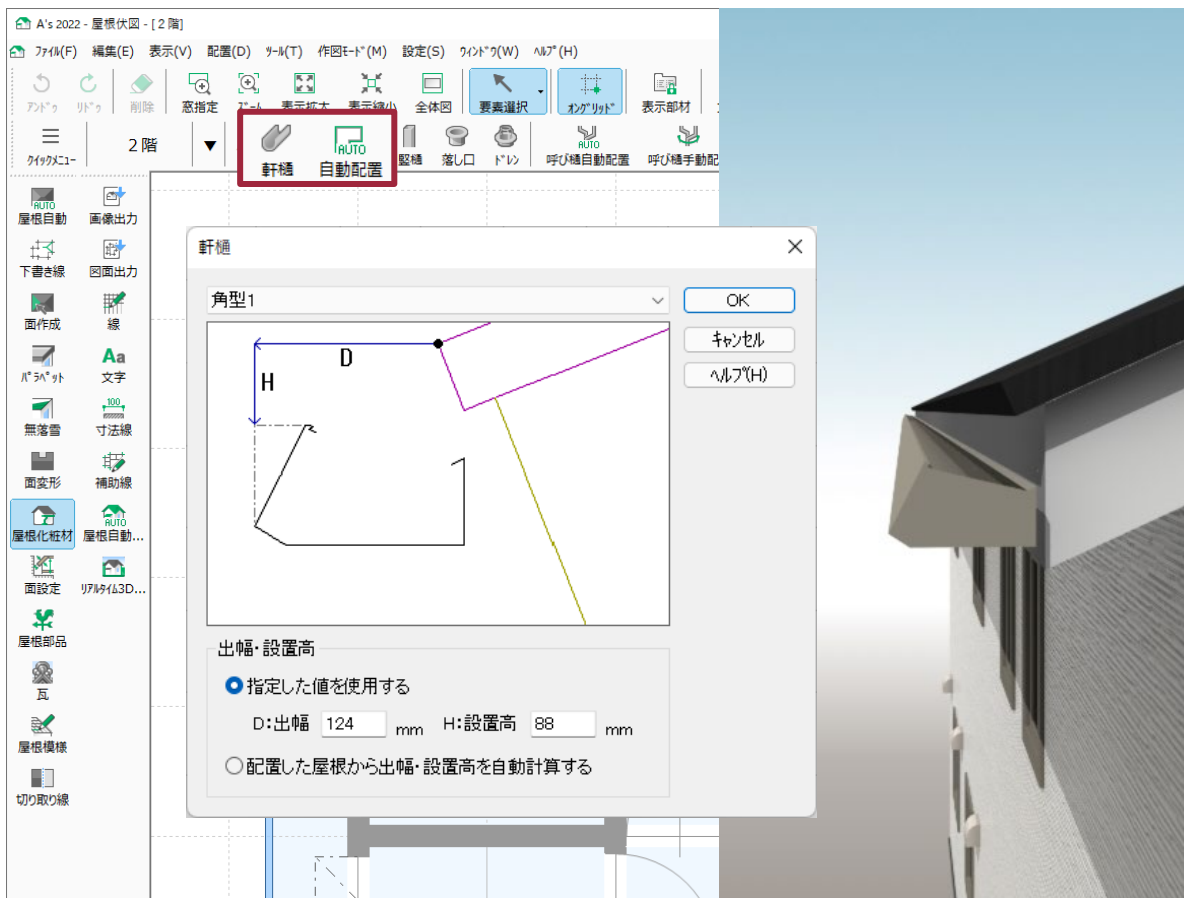 A's 2022 - 屋根伏図 - [ 2 階]
ﾌｧｲﾙ(F) 編集(E) 表示(V) 配置(D) ﾂｰﾙ(T) 作図ﾓｰﾄﾞ(M) 設定(S) ｳｨﾝﾄﾞｳ(W) ﾍﾙﾌﾟ(H)
ｱﾝﾄﾞｩ ﾘﾄﾞｩ 削除 窓指定 ｽﾞｰﾑ 表示拡大 表示縮小 全体図 要素選択 ｵﾝｸﾞﾘｯﾄﾞ 表示部材
ｸｲｯｸﾒﾆｭｰ 2 階 ▼ 軒樋 AUTO 自動配置 竪樋 落し口 ﾄﾞﾚﾝ AUTO 呼び樋自動配置 呼び樋手動配
AUTO
屋根自動 画像出力
下書き線 図面出力
面作成 線
Aa
ﾊﾟﾗﾍﾟｯﾄ 文字
100
無落雪 寸法線
面変形 補助線
AUTO
屋根化粧材 屋根自動...
面設定 ﾘｱﾙﾀｲﾑ3D...
屋根部品
瓦
屋根模様
切り取り線
軒樋
角型1
OK
ｷｬﾝｾﾙ
ﾍﾙﾌﾟ(H)
D
H
出幅・設置高
指定した値を使用する
D:出幅 124 mm H:設置高 88 mm
配置した屋根から出幅・設置高を自動計算する